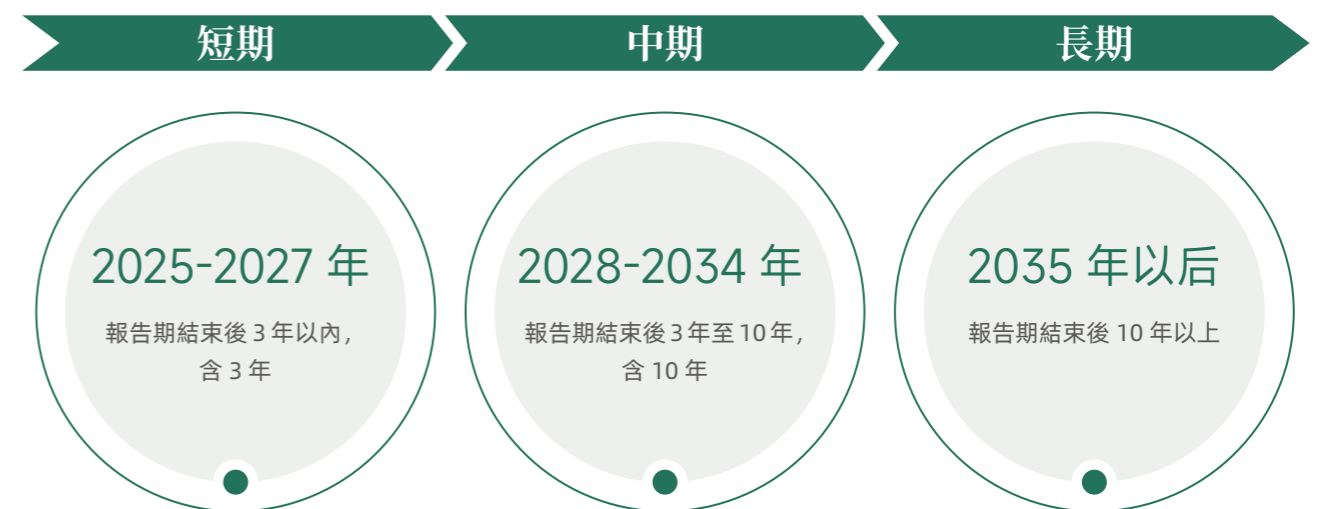 短期
中期
長期
2025-2027 年
報告期結束後 3 年以內，
含 3 年
2028-2034 年
報告期結束後 3 年至 10 年，
含 10 年
2035 年以后
報告期結束後 10 年以上